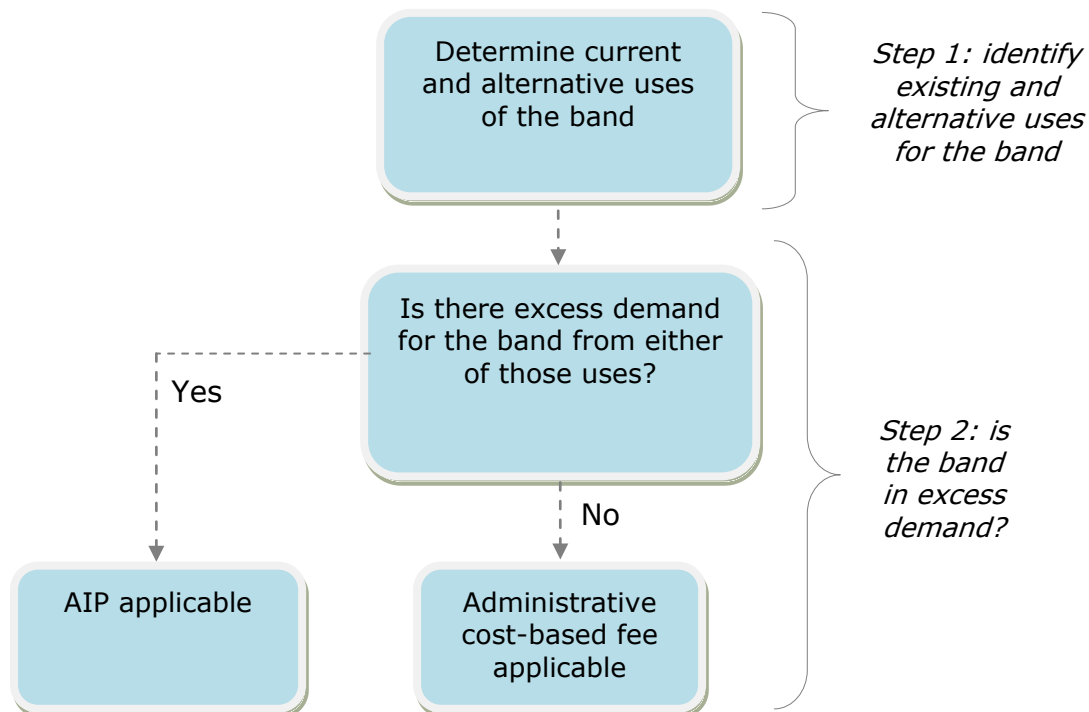 Determine current
and alternative uses
of the band
Step 1: identify
existing and
alternative uses
for the band
Is there excess demand
for the band from either
of those uses?
Yes
No
Step 2: is
the band
in excess
demand?
AIP applicable
Administrative
cost-based fee
applicable